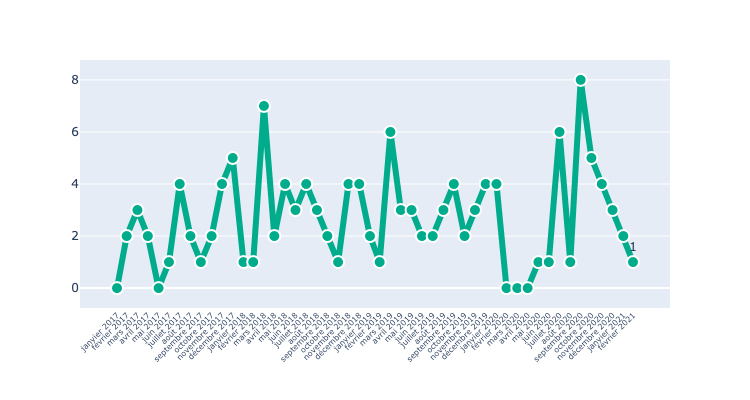 8
6
4
2
0
1
janvier 2017
février 2017
mars 2017
avril 2017
mai 2017
juin 2017
juillet 2017
août 2017
septembre 2017
octobre 2017
novembre 2017
décembre 2017
janvier 2018
février 2018
mars 2018
avril 2018
mai 2018
juin 2018
juillet 2018
août 2018
septembre 2018
octobre 2018
novembre 2018
décembre 2018
janvier 2019
février 2019
mars 2019
avril 2019
mai 2019
juin 2019
juillet 2019
août 2019
septembre 2019
octobre 2019
novembre 2019
décembre 2019
janvier 2020
février 2020
mars 2020
avril 2020
mai 2020
juin 2020
juillet 2020
août 2020
septembre 2020
octobre 2020
novembre 2020
décembre 2020
janvier 2021
février 2021